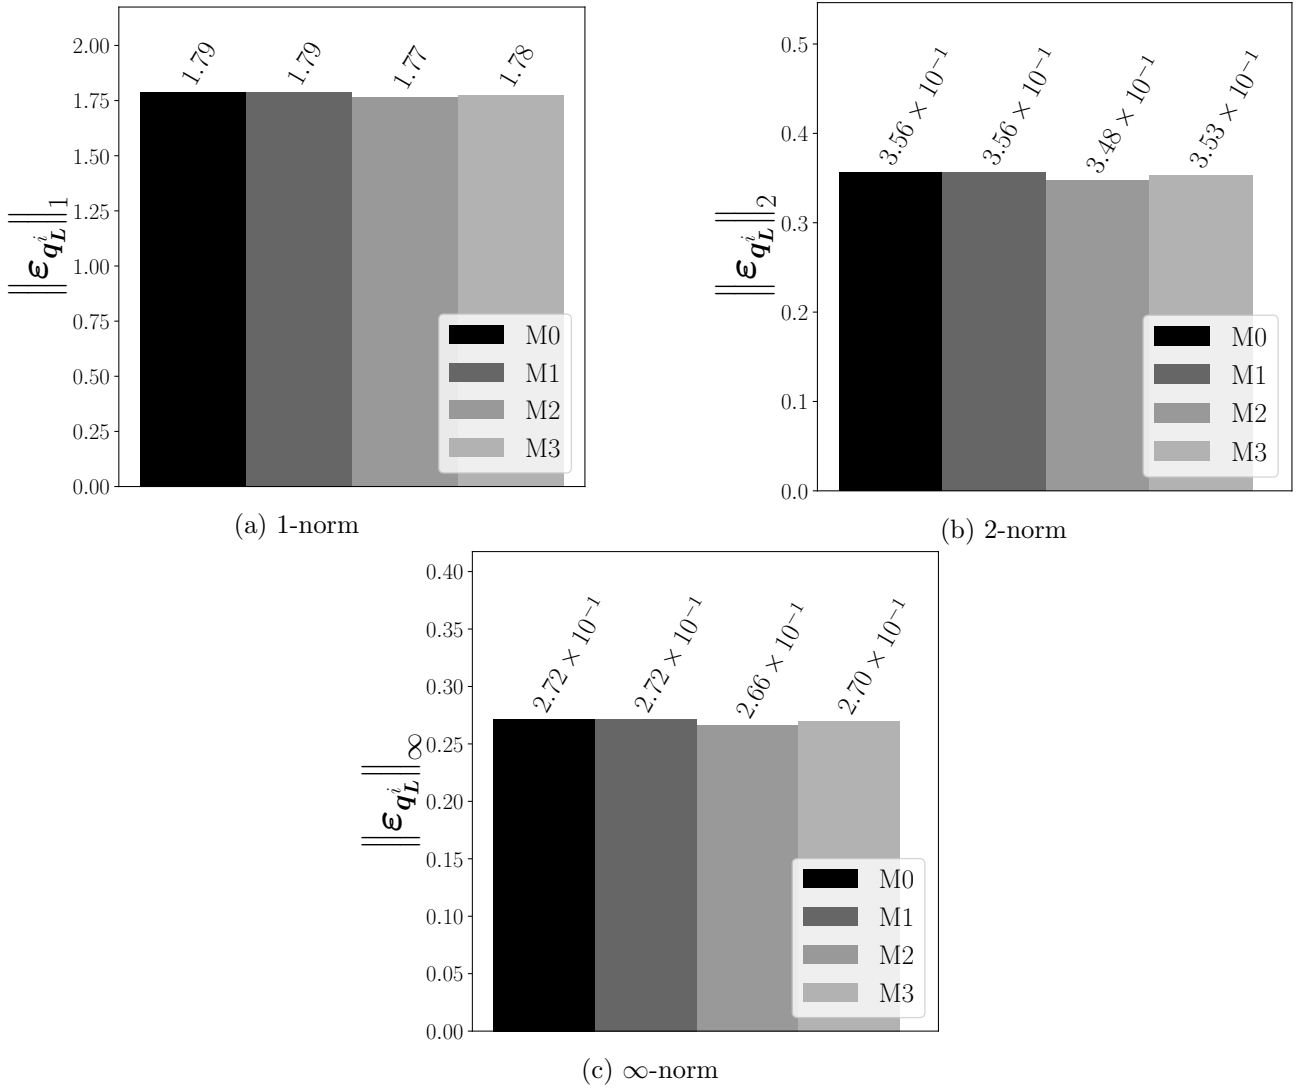 2.00
1.75
1.50
1.25
1.00
0.75
0.50
0.25
0.00
‖ε_{q_L^i}‖_1
1.79
1.79
1.77
1.78
M0
M1
M2
M3
(a) 1-norm
0.5
0.4
0.3
0.2
0.1
0.0
‖ε_{q_L^i}‖_2
3.56 × 10⁻¹
3.56 × 10⁻¹
3.48 × 10⁻¹
3.53 × 10⁻¹
M0
M1
M2
M3
(b) 2-norm
0.40
0.35
0.30
0.25
0.20
0.15
0.10
0.05
0.00
‖ε_{q_L^i}‖_∞
2.72 × 10⁻¹
2.72 × 10⁻¹
2.66 × 10⁻¹
2.70 × 10⁻¹
M0
M1
M2
M3
(c) ∞-norm